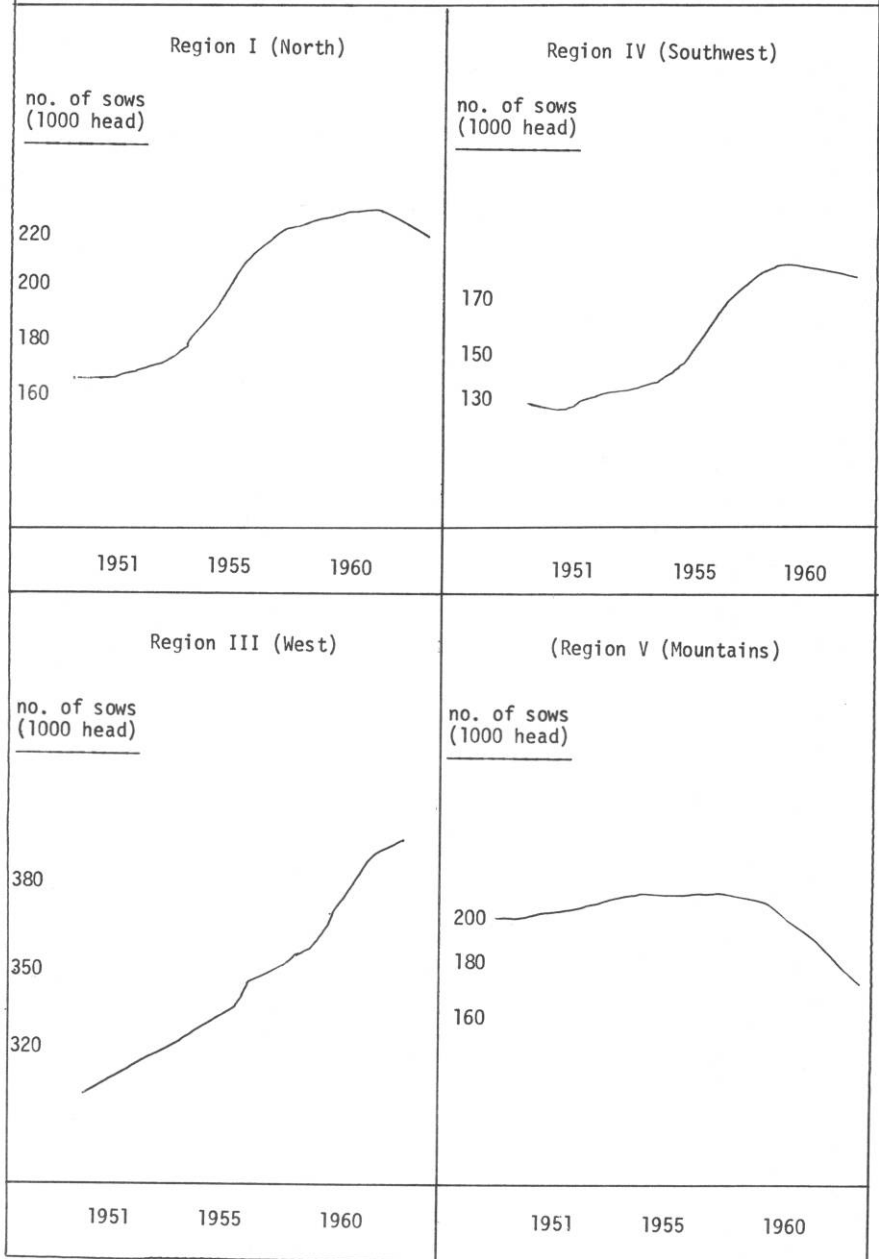 Region I (North)
no. of sows
(1000 head)
220
200
180
160
1951 1955 1960
Region IV (Southwest)
no. of sows
(1000 head)
170
150
130
1951 1955 1960
Region III (West)
no. of sows
(1000 head)
380
350
320
1951 1955 1960
(Region V (Mountains)
no. of sows
(1000 head)
200
180
160
1951 1955 1960